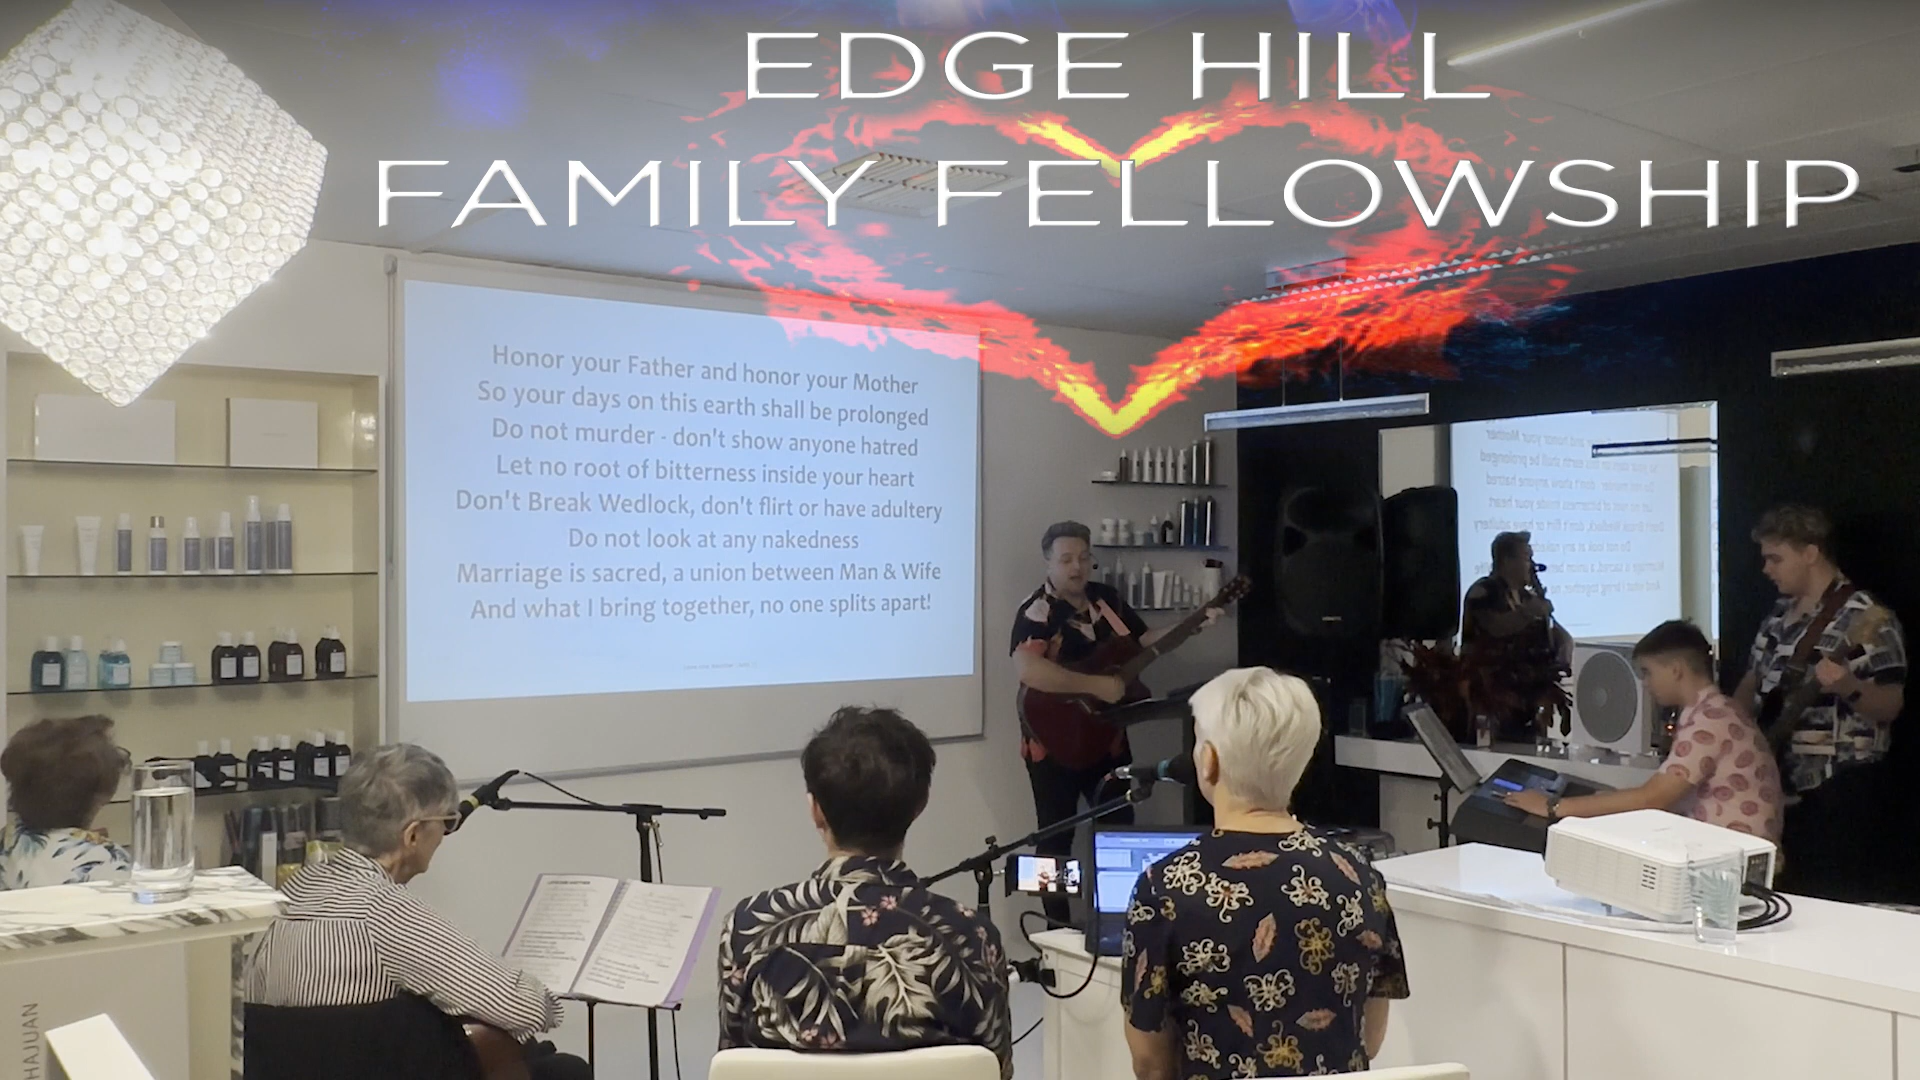 EDGE HILL
FAMILY FELLOWSHIP
Honor your Father and honor your Mother
So your days on this earth shall be prolonged
Do not murder - don't show anyone hatred
Let no root of bitterness inside your heart
Don't Break Wedlock, don't flirt or have adultery
Do not look at any nakedness
Marriage is sacred, a union between Man & Wife
And what I bring together, no one splits apart!
HAJUAN